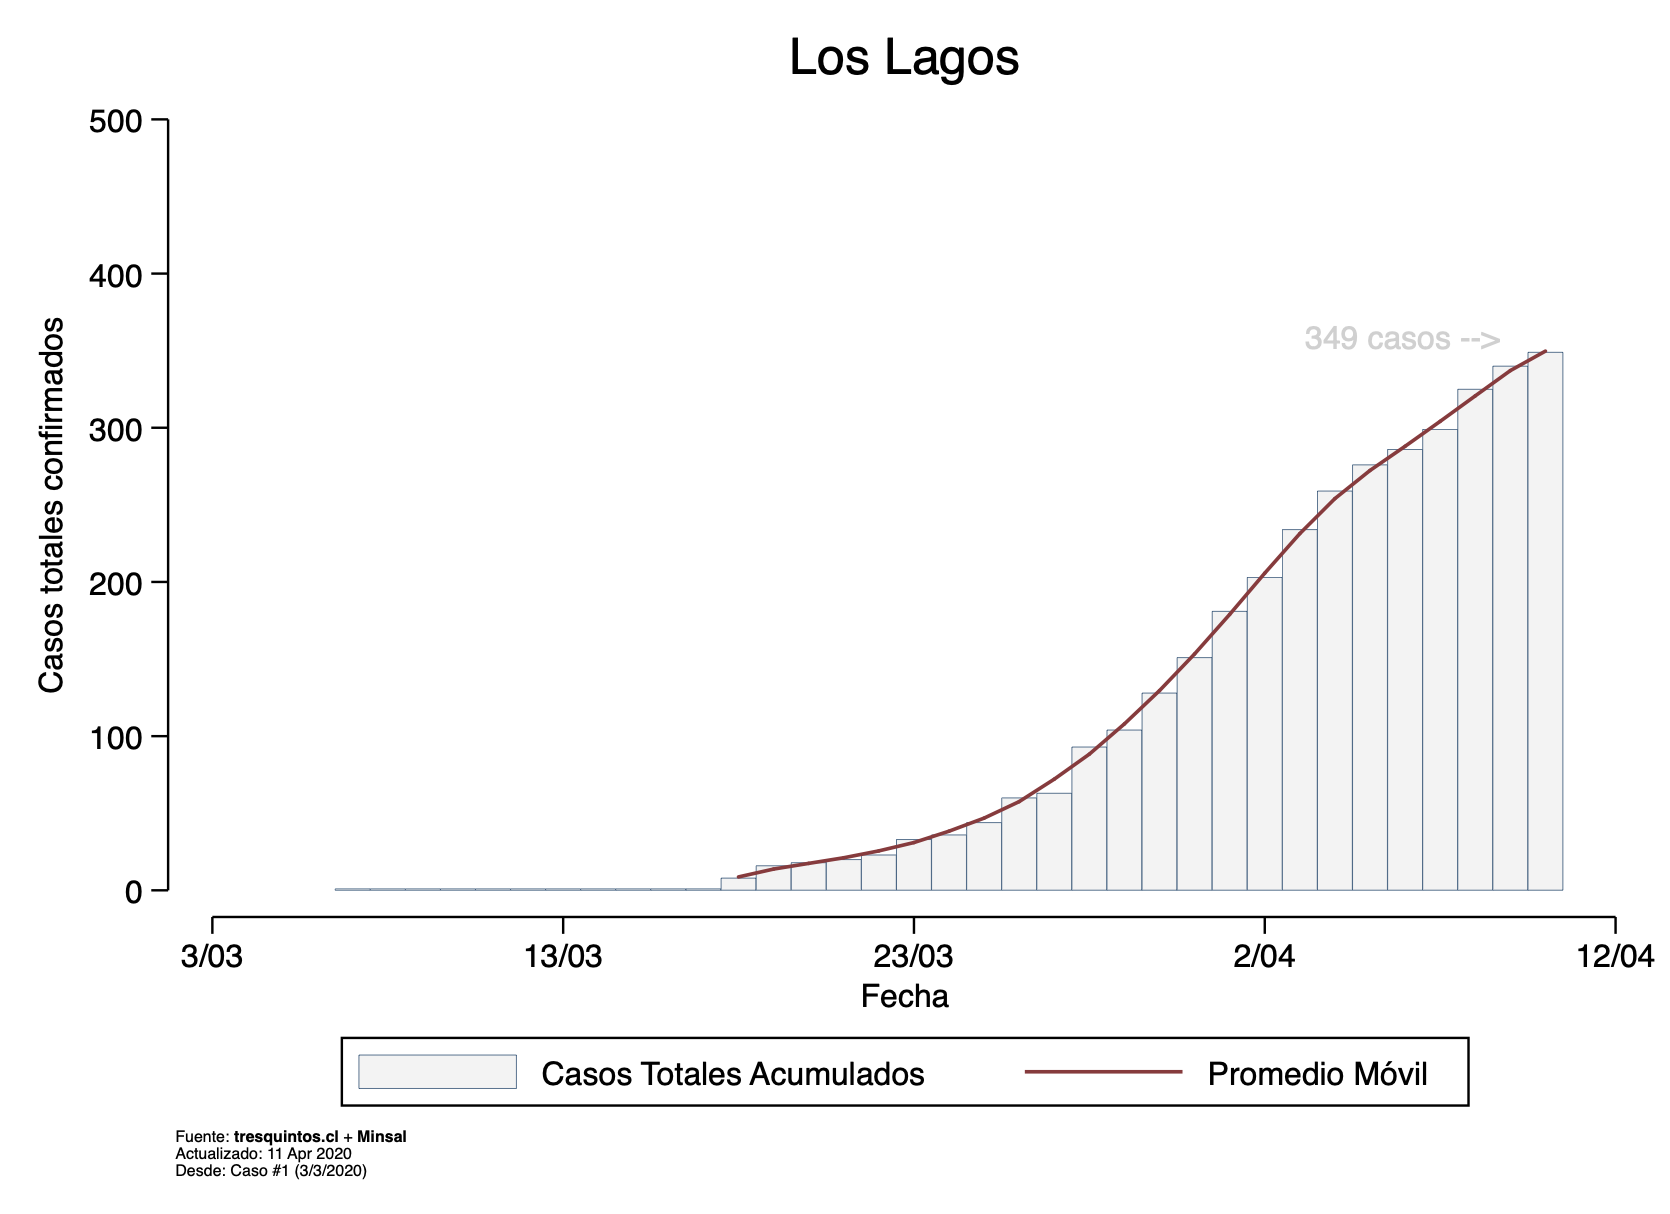 Los Lagos
500
400
300
200
100
0
Casos totales confirmados
349 casos -->
3/03
13/03
23/03
2/04
12/04
Fecha
Casos Totales Acumulados
Promedio Móvil
Fuente: tresquintos.cl + Minsal
Actualizado: 11 Apr 2020
Desde: Caso #1 (3/3/2020)